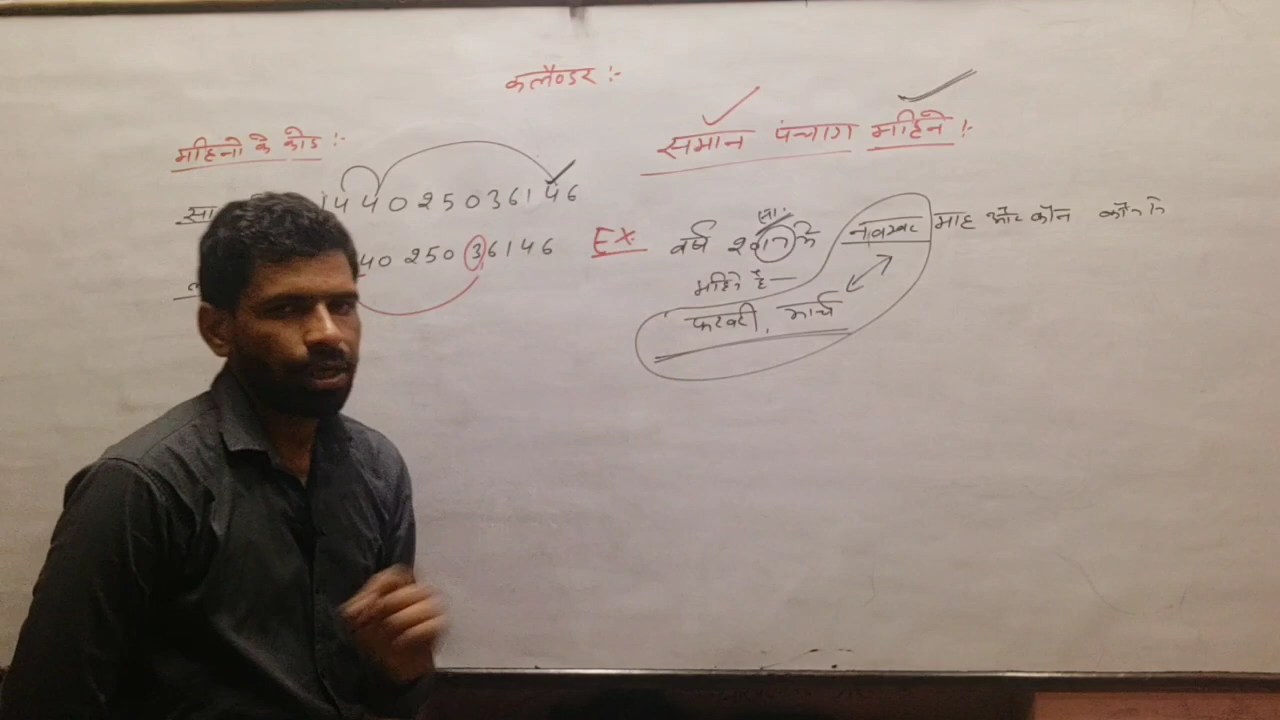 कलैण्डर :-
महिनो के कोड :-
समान पंचाग महिने :-
सा 1 4 4 0 2 5 0 3 6 1 4 6
सा.
Ex. वर्ष 2017 के नवम्बर माह और कौन कौन से
4 0 2 5 0 3 6 1 4 6
महिने है —
फरवरी, मार्च